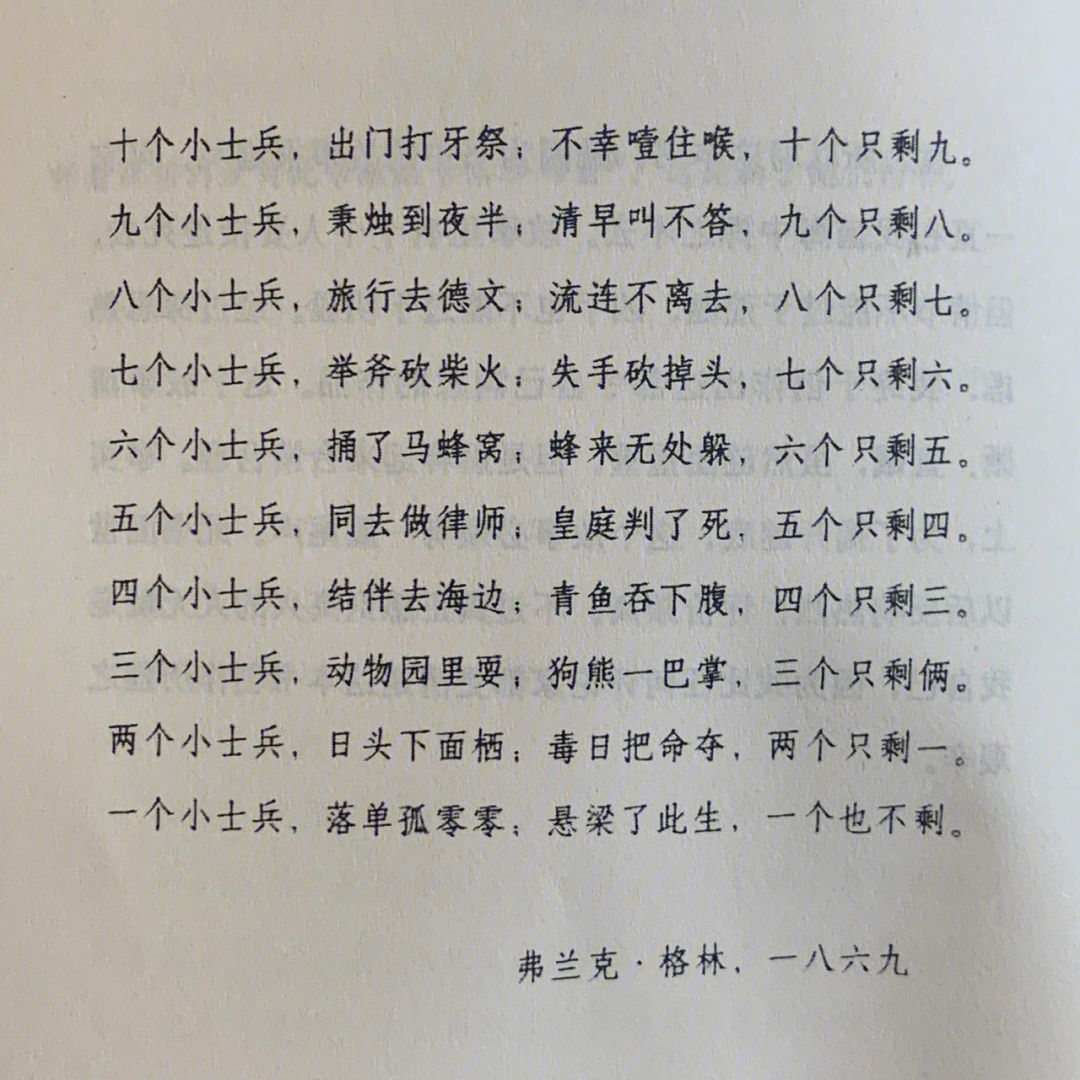 十个小士兵，出门打牙祭；不幸噎住喉，十个只剩九。
九个小士兵，秉烛到夜半；清早叫不答，九个只剩八。
八个小士兵，旅行去德文；流连不离去，八个只剩七。
七个小士兵，举斧砍柴火；失手砍掉头，七个只剩六。
六个小士兵，捅了马蜂窝；蜂来无处躲，六个只剩五。
五个小士兵，同去做律师；皇庭判了死，五个只剩四。
四个小士兵，结伴去海边；青鱼吞下腹，四个只剩三。
三个小士兵，动物园里耍；狗熊一巴掌，三个只剩俩。
两个小士兵，日头下面栖；毒日把命夺，两个只剩一。
一个小士兵，落单孤零零；悬梁了此生，一个也不剩。
弗兰克·格林，一八六九